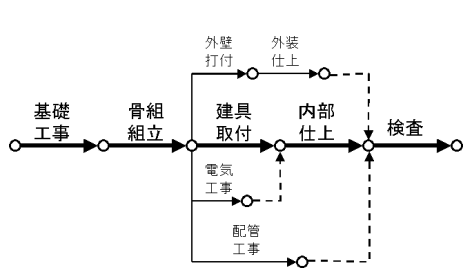 外壁
打付
外装
仕上
基礎
工事
骨組
組立
建具
取付
内部
仕上
検査
電気
工事
配管
工事